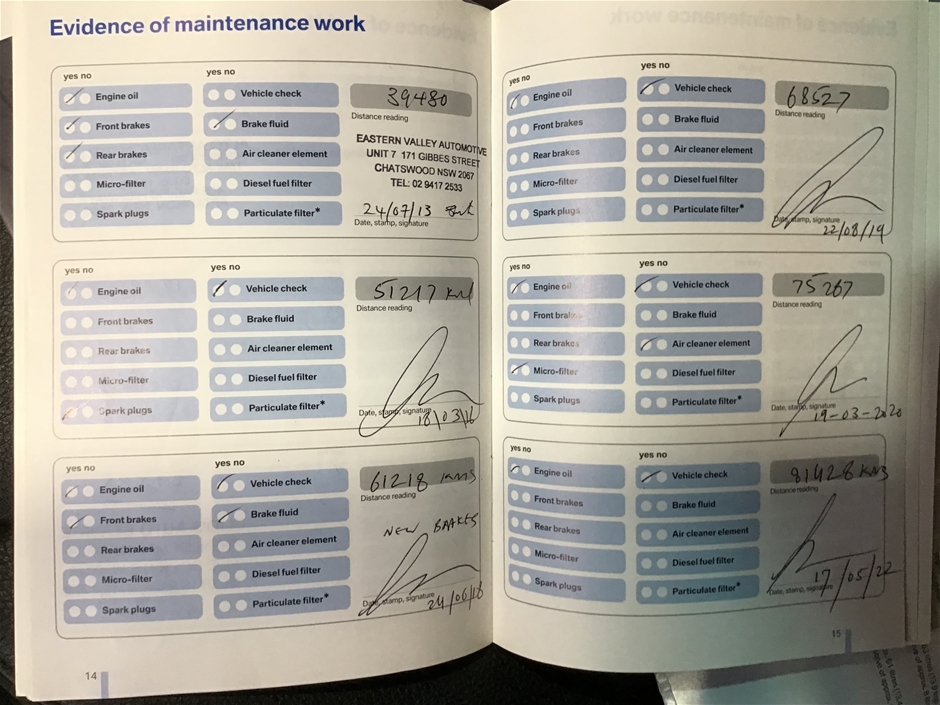 Evidence of maintenance work
yes no
Engine oil
Front brakes
Rear brakes
Micro-filter
Spark plugs
yes no
Vehicle check
Brake fluid
Air cleaner element
Diesel fuel filter
Particulate filter*
39480
Distance reading
EASTERN VALLEY AUTOMOTIVE
UNIT 7 171 GIBBES STREET
CHATSWOOD NSW 2067
TEL: 02 9417 2533
24/07/13
Date, stamp, signature
yes no
Engine oil
Front brakes
Rear brakes
Micro-filter
Spark plugs
yes no
Vehicle check
Brake fluid
Air cleaner element
Diesel fuel filter
Particulate filter*
51217 KM
Distance reading
Date, stamp, signature
18\03\16
yes no
Engine oil
Front brakes
Rear brakes
Micro-filter
Spark plugs
yes no
Vehicle check
Brake fluid
Air cleaner element
Diesel fuel filter
Particulate filter*
61218 KMS
Distance reading
NEW BRAKES
Date, stamp, signature
24/06/18
14
yes no
Engine oil
Front brakes
Rear brakes
Micro-filter
Spark plugs
yes no
Vehicle check
Brake fluid
Air cleaner element
Diesel fuel filter
Particulate filter*
68527
Distance reading
Date, stamp, signature
22/08/19
yes no
Engine oil
Front brakes
Rear brakes
Micro-filter
Spark plugs
yes no
Vehicle check
Brake fluid
Air cleaner element
Diesel fuel filter
Particulate filter*
75267
Distance reading
Date, stamp, signature
19-03-2020
yes no
Engine oil
Front brakes
Rear brakes
Micro-filter
Spark plugs
yes no
Vehicle check
Brake fluid
Air cleaner element
Diesel fuel filter
Particulate filter*
81428 KMS
Distance reading
Date, stamp, signature
17/05/22
15